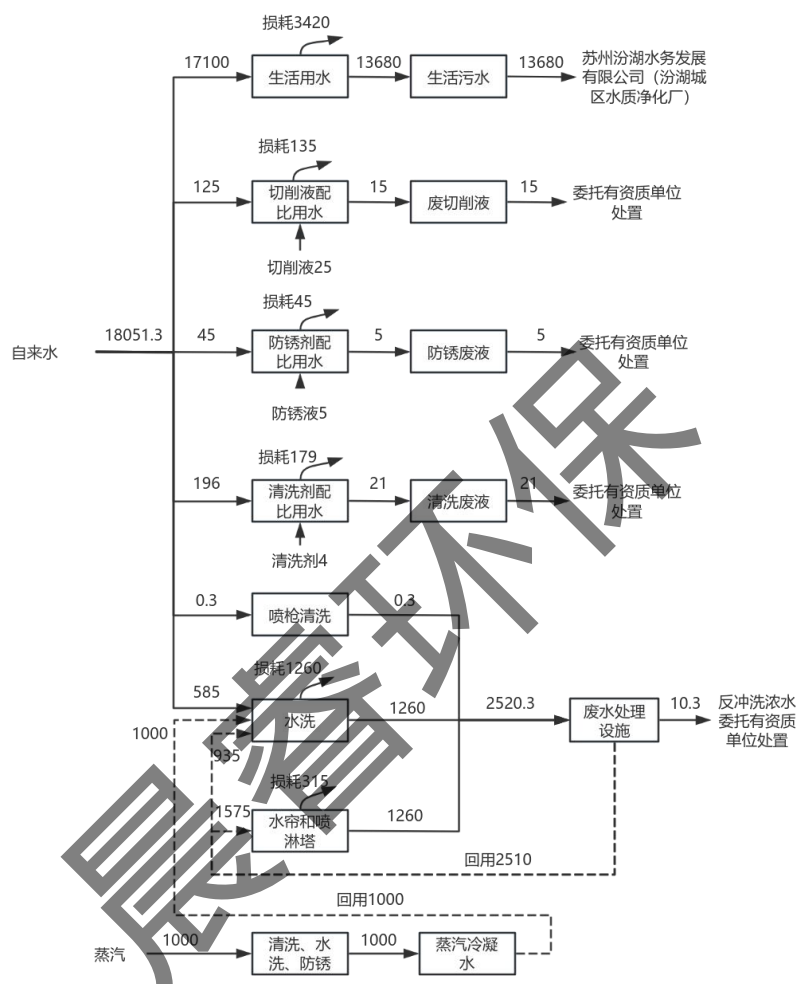 损耗3420
17100
生活用水
13680
生活污水
13680
苏州汾湖水务发展
有限公司（汾湖城
区水质净化厂）
损耗135
125
切削液配
比用水
15
废切削液
15
委托有资质单位
处置
切削液25
损耗45
自来水
18051.3
45
防锈剂配
比用水
5
防锈废液
5
委托有资质单位
处置
防锈液5
损耗179
196
清洗剂配
比用水
21
清洗废液
21
委托有资质单位
处置
清洗剂4
0.3
喷枪清洗
0.3
损耗1260
585
水洗
1260
2520.3
废水处理
设施
10.3
反冲洗浓水
委托有资质
单位处置
1000
935
损耗315
1575
水帘和喷
淋塔
1260
回用2510
回用1000
蒸汽
1000
清洗、水
洗、防锈
1000
蒸汽冷凝
水
晨睿环保